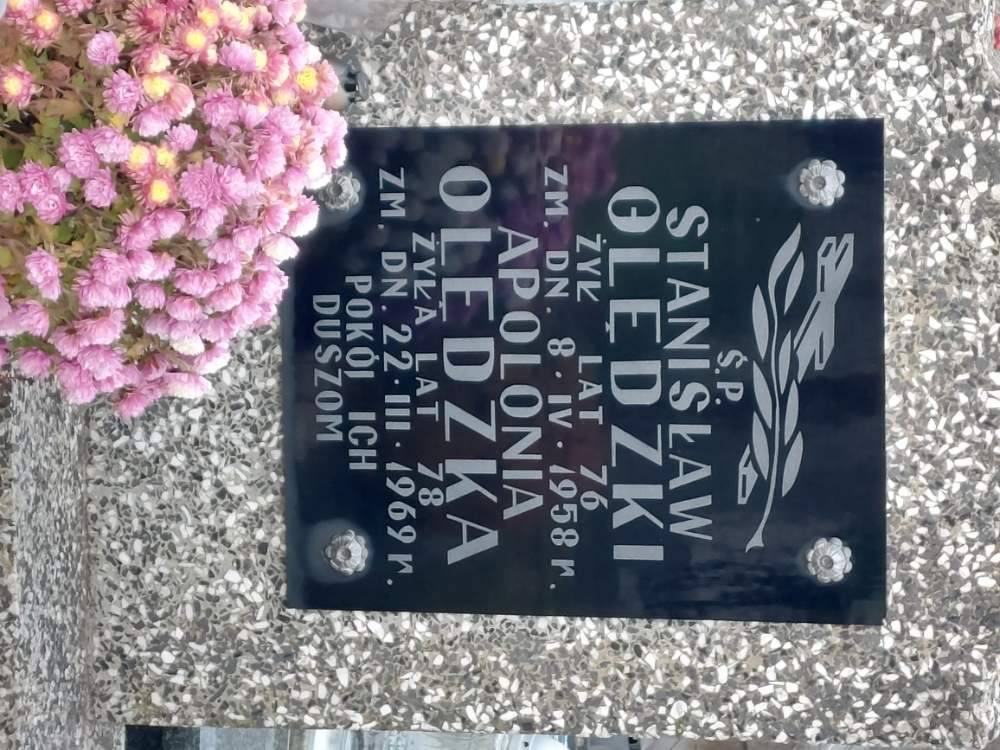 Ś.P.
STANISŁAW
OLĘDZKI
ŻYŁ LAT 76
ZM. DN. 8.IV.1958 r.
APOLONIA
OLĘDZKA
ŻYŁA LAT 78
ZM. DN. 22.III.1969 r.
POKÓJ ICH
DUSZOM